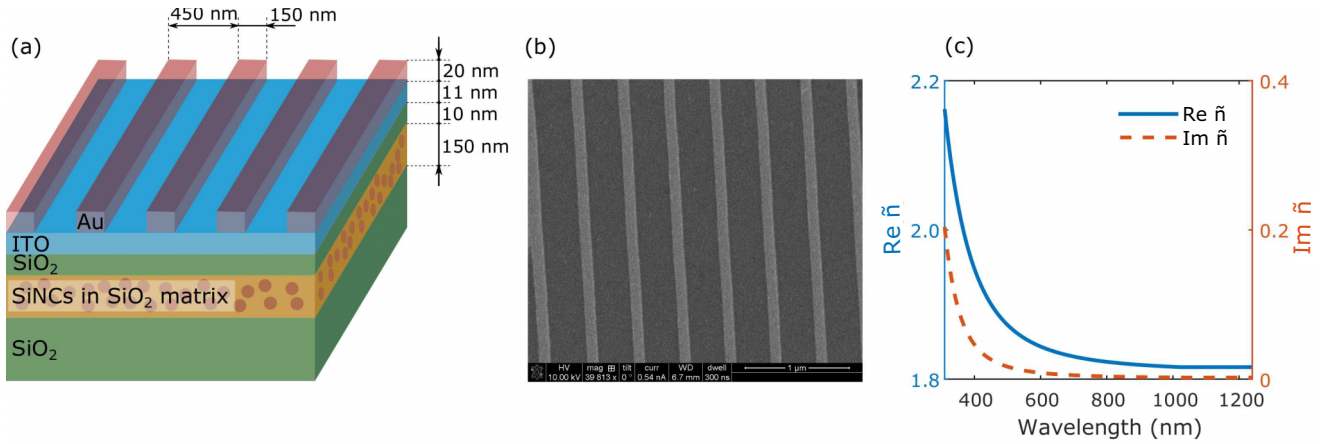 (a)
450 nm
150 nm
20 nm
11 nm
10 nm
150 nm
Au
ITO
SiO₂
SiNCs in SiO₂ matrix
SiO₂
(b)
HV mag ⊞ tilt curr WD dwell
10.00 kV 39 813 x 0° 0.54 nA 6.7 mm 300 ns
1 µm
(c)
2.2
2.0
1.8
Re ñ
0.4
0.2
0
Im ñ
Re ñ
Im ñ
400 600 800 1000 1200
Wavelength (nm)